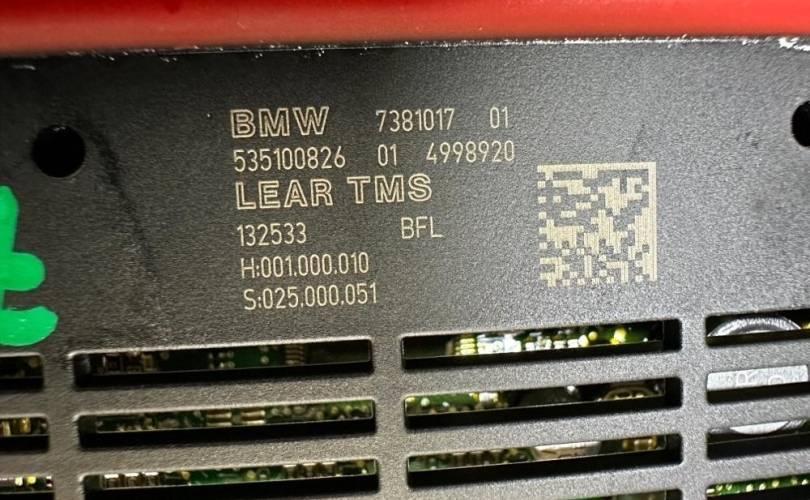 BMW 7381017 01
535100826 01 4998920
LEAR TMS
132533 BFL
H:001.000.010
S:025.000.051